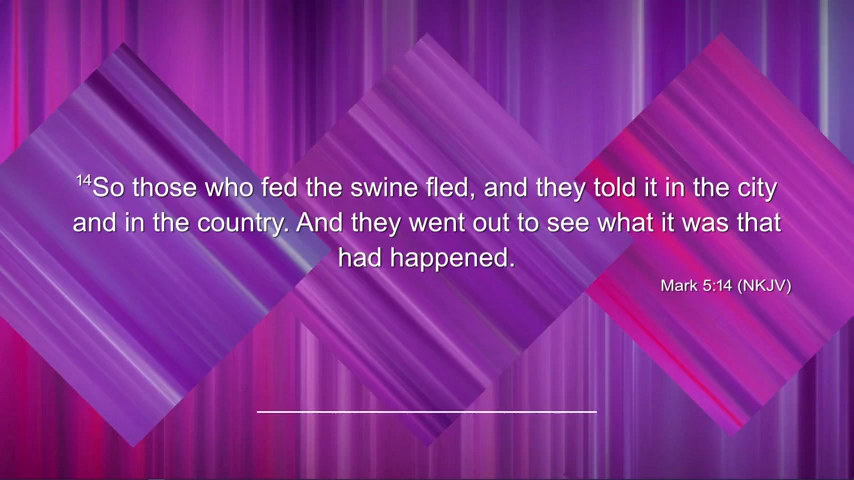 14So those who fed the swine fled, and they told it in the city
and in the country. And they went out to see what it was that
had happened.
Mark 5:14 (NKJV)